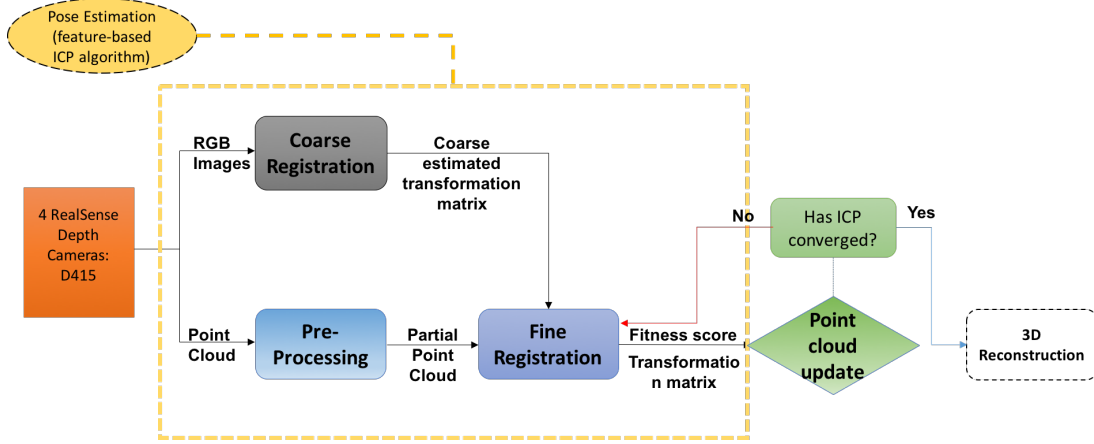 Pose Estimation
(feature-based
ICP algorithm)
RGB
Images
Coarse
Registration
Coarse
estimated
transformation
matrix
4 RealSense
Depth
Cameras:
D415
No
Has ICP
converged?
Yes
Point
Cloud
Pre-
Processing
Partial
Point
Cloud
Fine
Registration
Fitness score
Transformatio
n matrix
Point
cloud
update
3D
Reconstruction